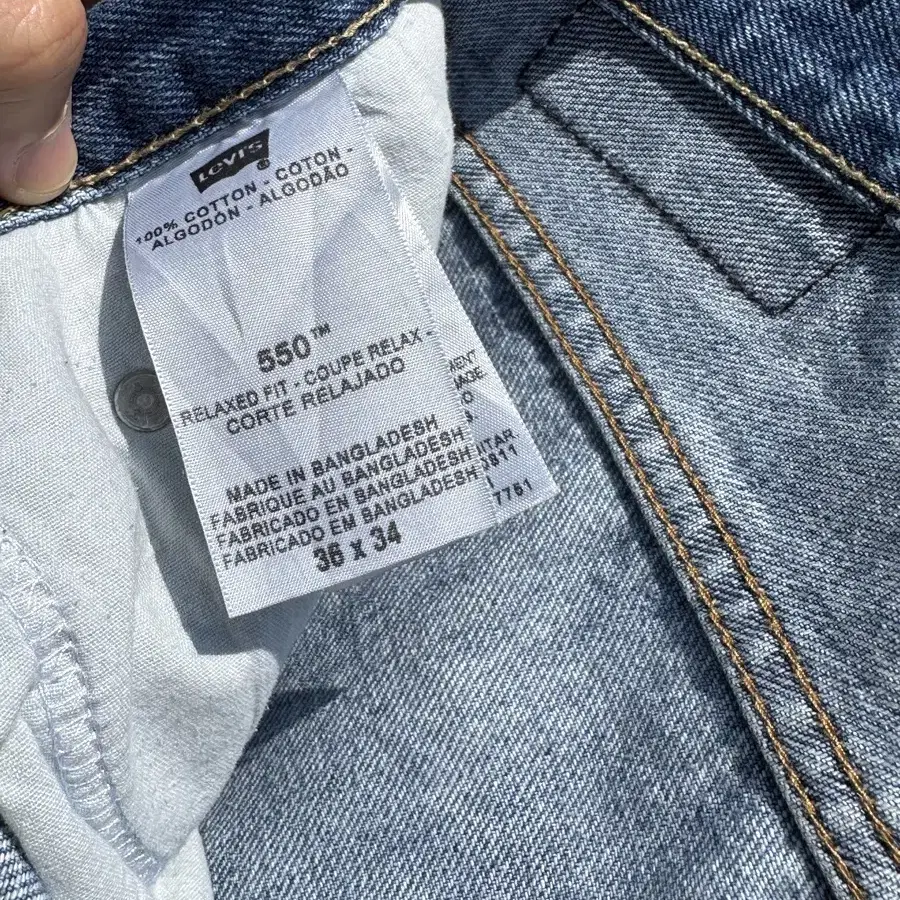 Levi's®
100% COTTON - COTON -
ALGODON - ALGODÃO
550™
RELAXED FIT - COUPE RELAX -
CORTE RELAJADO
MADE IN BANGLADESH
FABRIQUE AU BANGLADESH
FABRICADO EN BANGLADESH
FABRICADO EM BANGLADESH
36 X 34